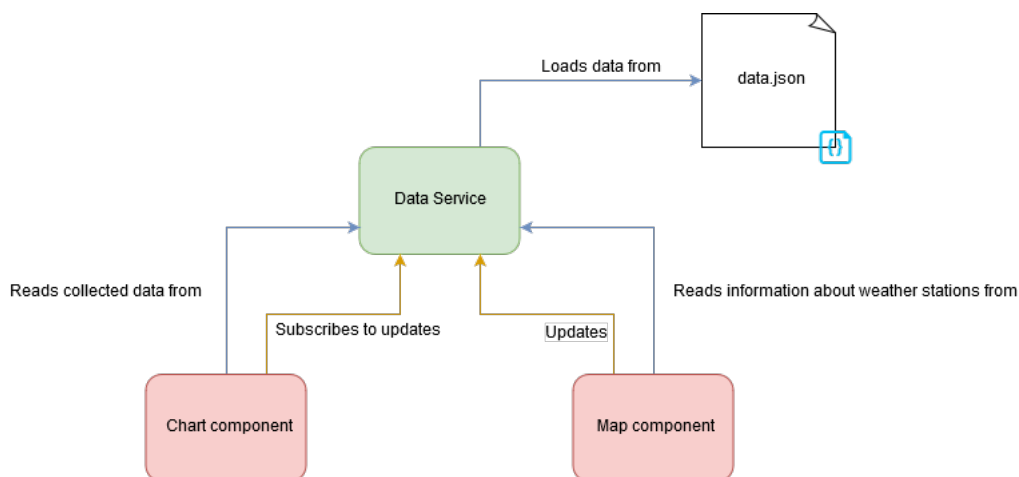 Loads data from
data.json
{}
Data Service
Reads collected data from
Reads information about weather stations from
Subscribes to updates
Updates
Chart component
Map component